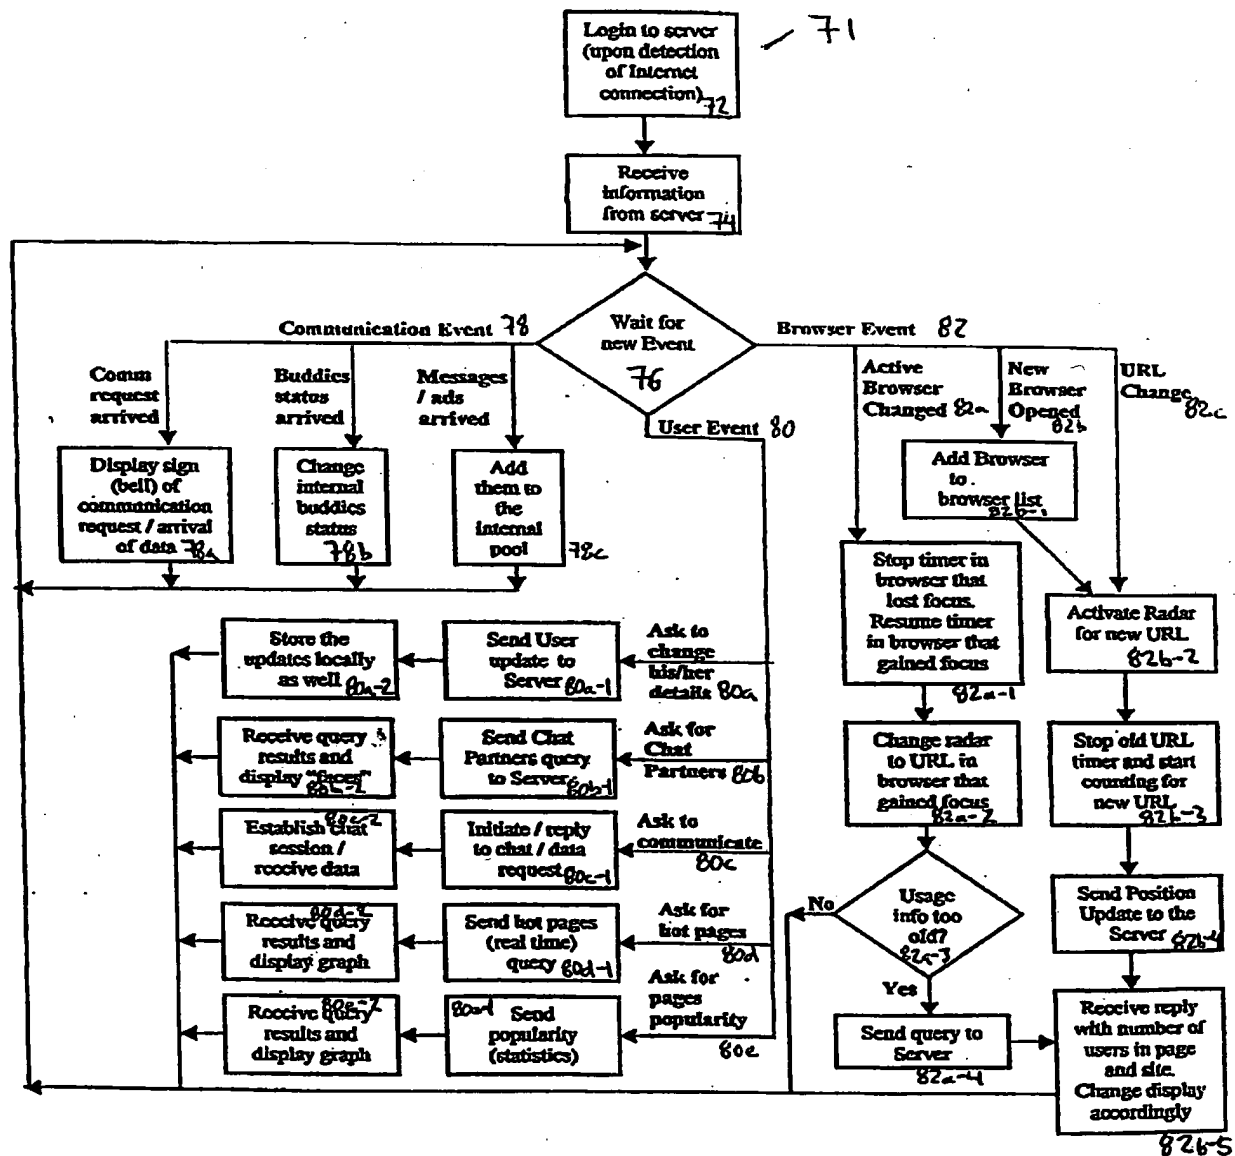 Login to server
(upon detection
of Internet
connection)
72
71
Receive
information
from server
74
Wait for
new Event
76
Communication Event 78
Browser Event 82
User Event 80
Comm
request
arrived
Buddies
status
arrived
Messages
/ ads
arrived
Active
Browser
Changed 82a
New
Browser
Opened
82b
URL
Change
82c
Display sign
(bell) of
communication
request / arrival
of data 78a
Change
internal
buddies
status
78b
Add
them to
the
internal
pool
78c
Add Browser
to
browser list
82b-1
Stop timer in
browser that
lost focus.
Resume timer
in browser that
gained focus
82a-1
Activate Radar
for new URL
82b-2
Store the
updates locally
as well 80a-2
Send User
update to
Server 80a-1
Ask to
change
his/her
details 80a
Receive query
results and
display "faces"
80b-2
Send Chat
Partners query
to Server 80b-1
Ask for
Chat
Partners 80b
Change radar
to URL in
browser that
gained focus
82a-2
Stop old URL
timer and start
counting for
new URL
82b-3
80c-2
Establish chat
session /
receive data
Initiate / reply
to chat / data
request 80c-1
Ask to
communicate
80c
80d-2
Receive query
results and
display graph
Send hot pages
(real time)
query 80d-1
Ask for
hot pages
80d
No
Usage
info too
old?
82a-3
Yes
Send Position
Update to the
Server 82b-4
80e-2
Receive query
results and
display graph
80e-1
Send
popularity
(statistics)
Ask for
pages
popularity
80e
Send query to
Server
82a-4
Receive reply
with number of
users in page
and site.
Change display
accordingly
82b-5